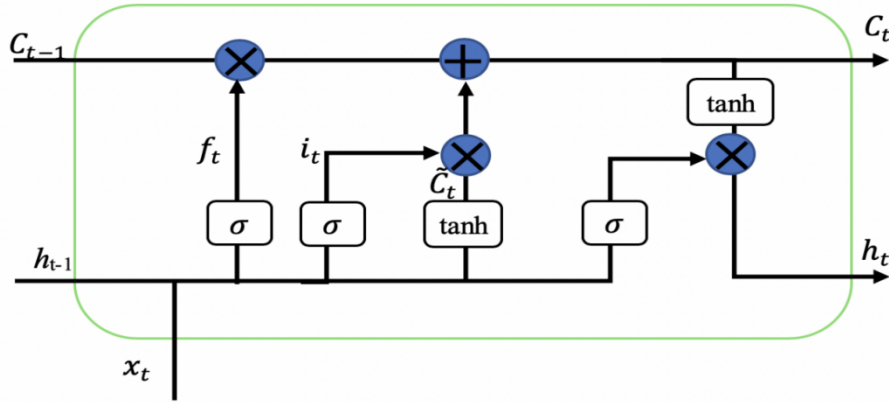 C_{t-1}
C_t
tanh
f_t
i_t
C̃_t
σ
σ
tanh
σ
h_{t-1}
h_t
x_t